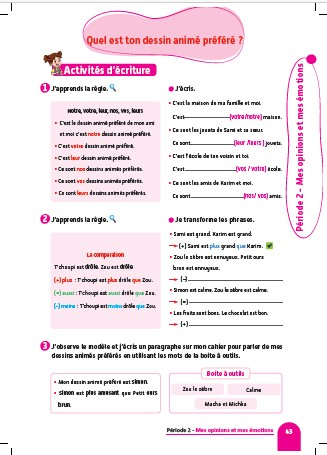 Quel est ton dessin animé préféré ?
Activités d'écriture
1 J'apprends la règle.
Notre, votre, leur, nos, vos, leurs
• C'est le dessin animé préféré de mon ami
et moi c'est notre dessin animé préféré.
• C'est votre dessin animé préféré.
• C'est leur dessin animé préféré.
• Ce sont nos dessins animés préférés.
• Ce sont vos dessins animés préférés.
• Ce sont leurs dessins animés préférés.
• J'écris.
• C'est la maison de ma famille et moi.
C'est (votre/notre) maison.
• Ce sont les jouets de Sami et sa sœur.
Ce sont (leur /leurs ) jouets.
• C'est l'école de ton voisin et toi.
C'est (vos / votre) école.
• Ce sont les amis de Karim et moi.
Ce sont (nos/ vos) amis.
2 J'apprends la règle.
La comparaison
T'choupi est drôle. Zou est drôle
(+) plus : T'choupi est plus drôle que Zou.
(=) aussi : T'choupi est aussi drôle que Zou.
(-) moins : T'choupi est moins drôle que Zou.
• Je transforme les phrases.
• Sami est grand. Karim est grand.
(+) Sami est plus grand que Karim.
• Zou le zèbre est ennuyeux. Petit ours
brun est ennuyeux.
(-)
• Simon est calme. Zou le zèbre est calme.
(=)
• Les fruits sont bons. Le chocolat est bon.
(+)
3 J'observe le modèle et j'écris un paragraphe sur mon cahier pour parler de mes
dessins animés préférés en utilisant les mots de la boite à outils.
• Mon dessin animé préféré est Simon.
• Simon est plus amusant que Petit ours
brun.
Boite à outils
Zou le zèbre
Calme
Macha et Michka
Période 2 - Mes opinions et mes émotions
Période 2 - Mes opinions et mes émotions
43